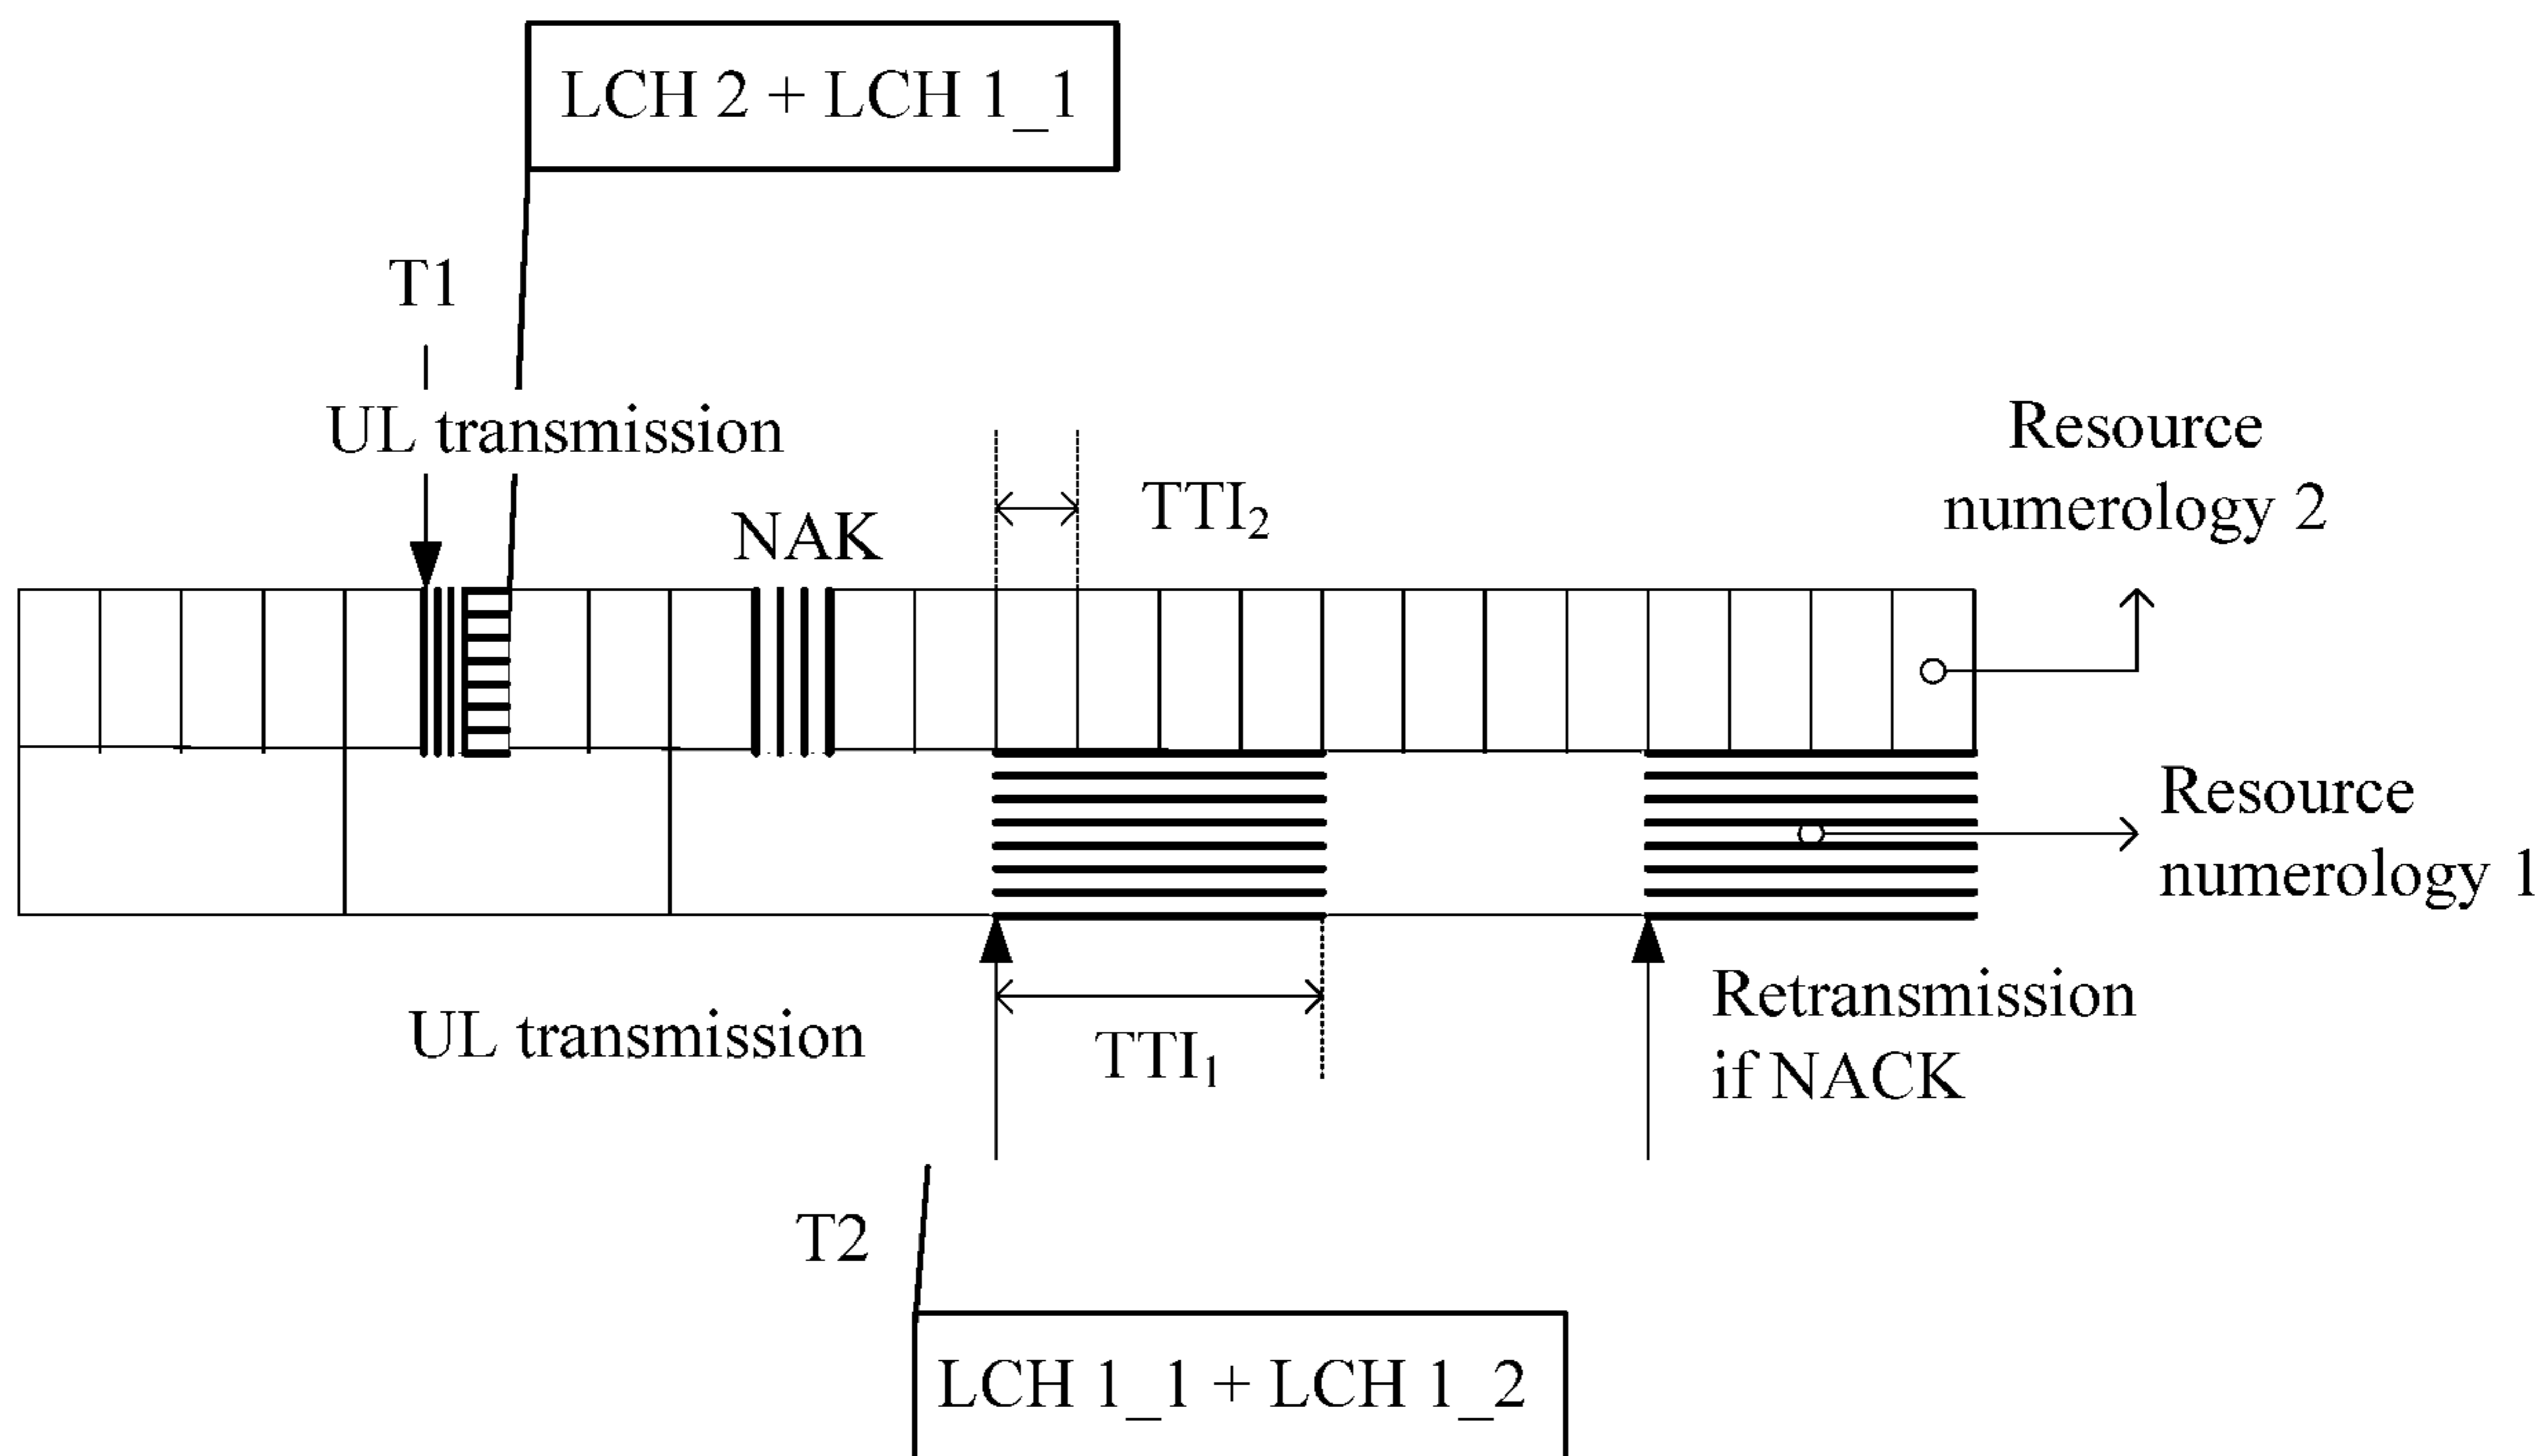 LCH 2 + LCH 1_1
T1
UL transmission
Resource
numerology 2
TTI₂
NAK
Resource
numerology 1
UL transmission
TTI₁
Retransmission
if NACK
T2
LCH 1_1 + LCH 1_2